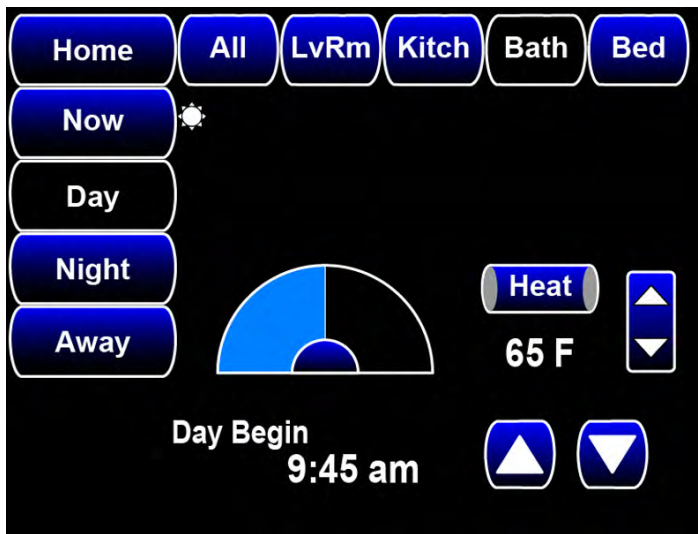 Home All LvRm Kitch Bath Bed
Now
Day
Night
Heat
Away
65 F
Day Begin
9:45 am